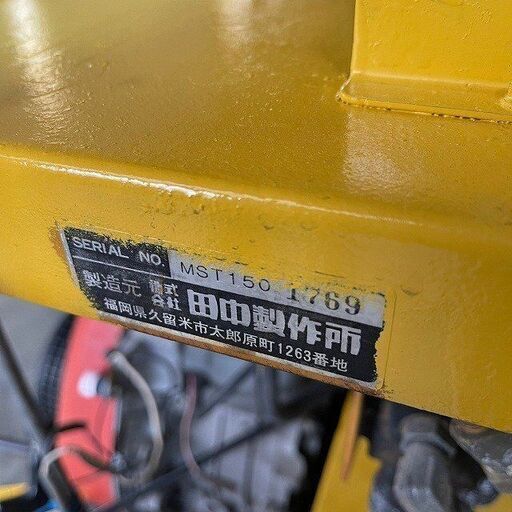 SERIAL NO. MST150 1769
製造元 株式会社 田中製作所
福岡県久留米市太郎原町1263番地